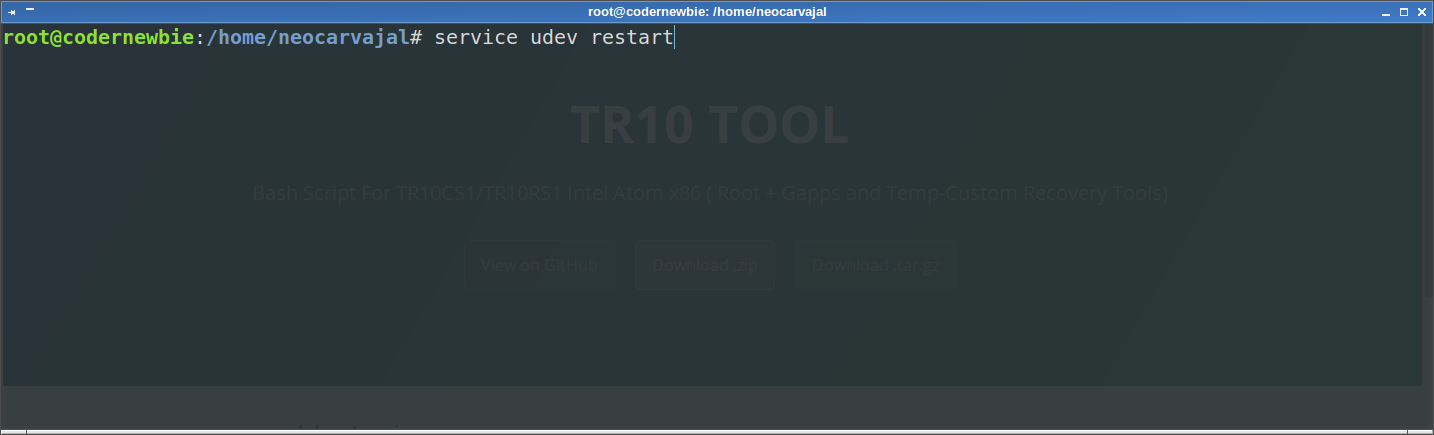 root@codernewbie: /home/neocarvajal
root@codernewbie:/home/neocarvajal# service udev restart
TR10 TOOL
Bash Script For TR10CS1/TR10RS1 Intel Atom x86 ( Root + Gapps and Temp-Custom Recovery Tools)
View on GitHub Download .zip Download .tar.gz